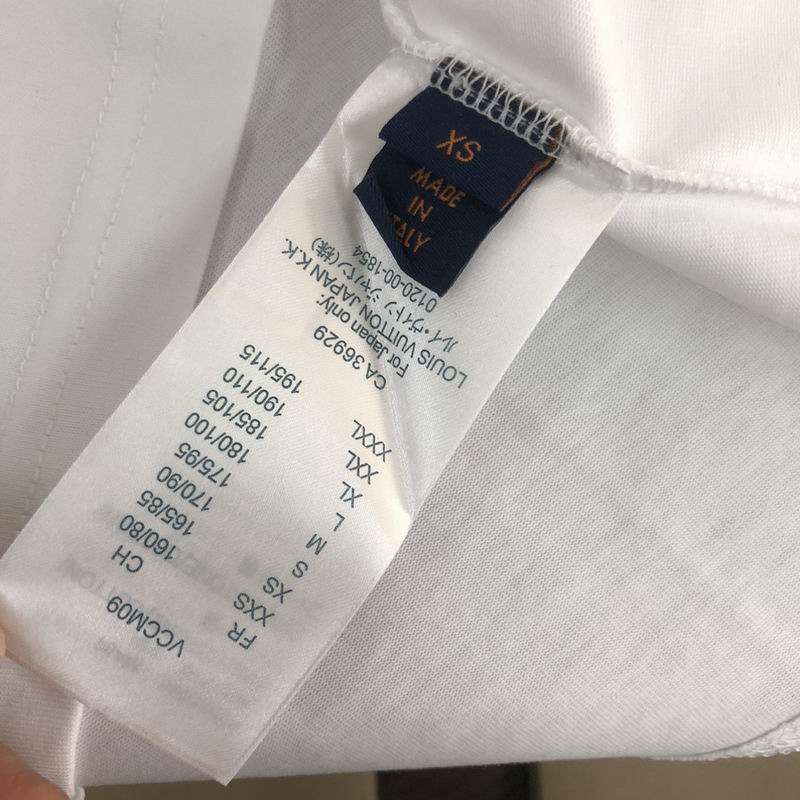 XS
MADE
IN
ITALY
VCCM09
FR CH
XXS 160/80
XS 165/85
S 170/90
M 175/95
L 180/100
XL 185/105
XXL 190/110
XXXL 195/115
CA 36929
For Japan only:
LOUIS VUITTON JAPAN K.K.
ルイ・ヴィトン ジャパン(株)
0120-00-1854